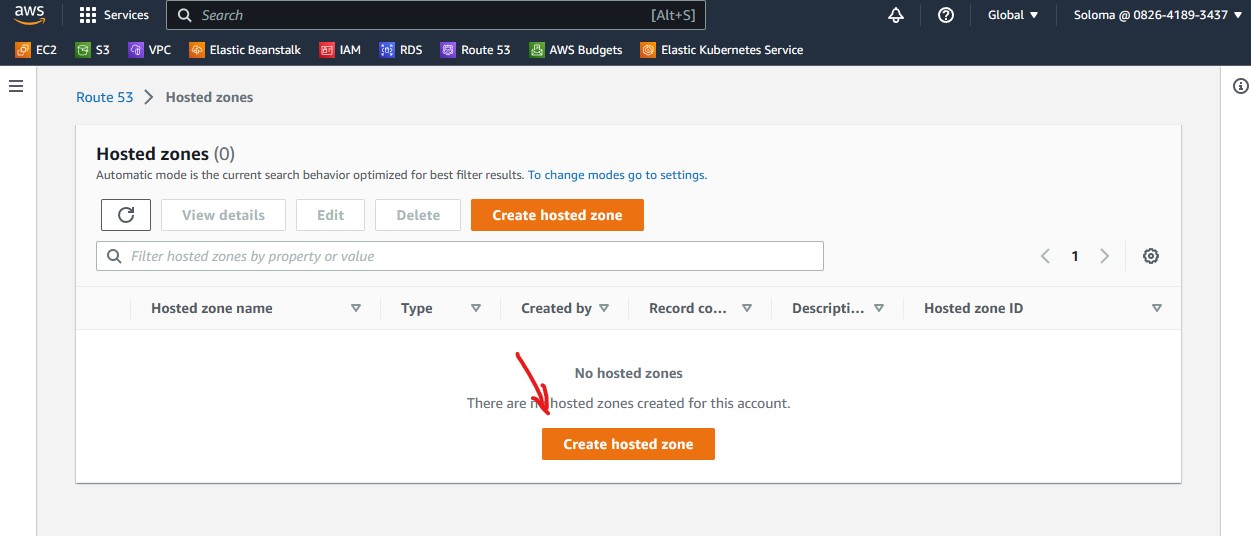 aws Services Search [Alt+S] Global Soloma @ 0826-4189-3437
EC2 S3 VPC Elastic Beanstalk IAM RDS Route 53 AWS Budgets Elastic Kubernetes Service
Route 53 Hosted zones
Hosted zones (0)
Automatic mode is the current search behavior optimized for best filter results. To change modes go to settings.
View details Edit Delete Create hosted zone
Filter hosted zones by property or value 1
Hosted zone name Type Created by Record co... Descripti... Hosted zone ID
No hosted zones
There are no hosted zones created for this account.
Create hosted zone